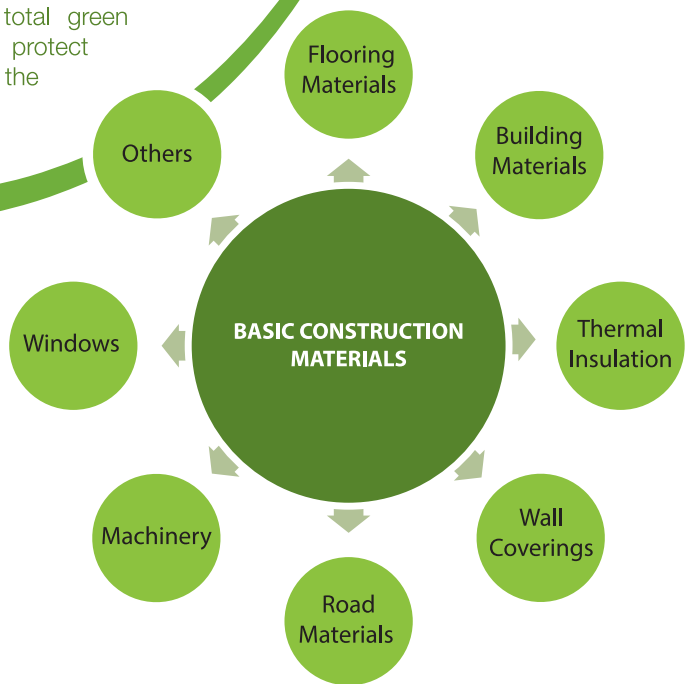 total green
protect
the
Flooring
Materials
Building
Materials
Thermal
Insulation
Wall
Coverings
Road
Materials
Machinery
Windows
Others
BASIC CONSTRUCTION
MATERIALS